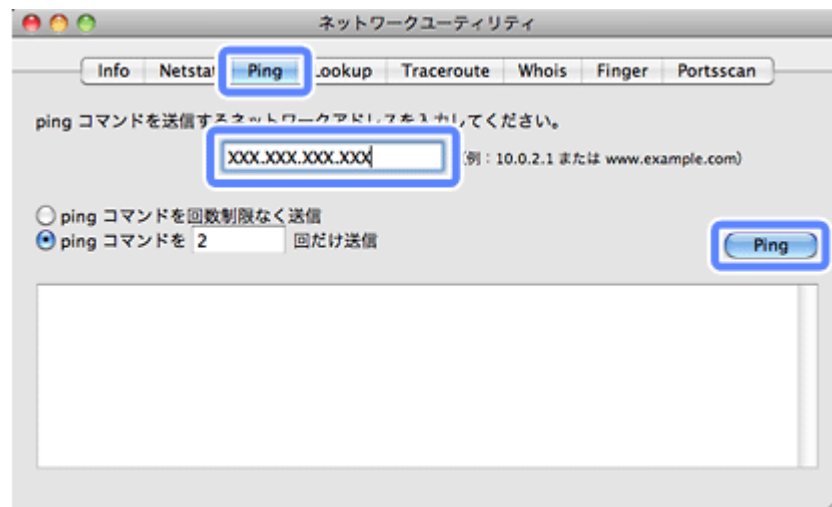 ネットワークユーティリティ
Info Netstat Ping Lookup Traceroute Whois Finger Portsscan
ping コマンドを送信するネットワークアドレスを入力してください。
XXX.XXX.XXX.XXX (例：10.0.2.1 または www.example.com)
ping コマンドを回数制限なく送信
ping コマンドを 2 回だけ送信
Ping